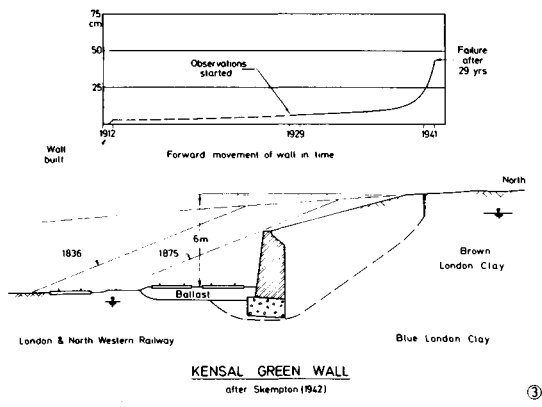 75
cm
50
25
Observations
started
Failure
after
29 yrs
1912
1929
1941
Wall
built
Forward movement of wall in time
North
6m
1836
1875
Brown
London Clay
Ballast
London & North Western Railway
Blue London Clay
KENSAL GREEN WALL
after Skempton (1942)
3